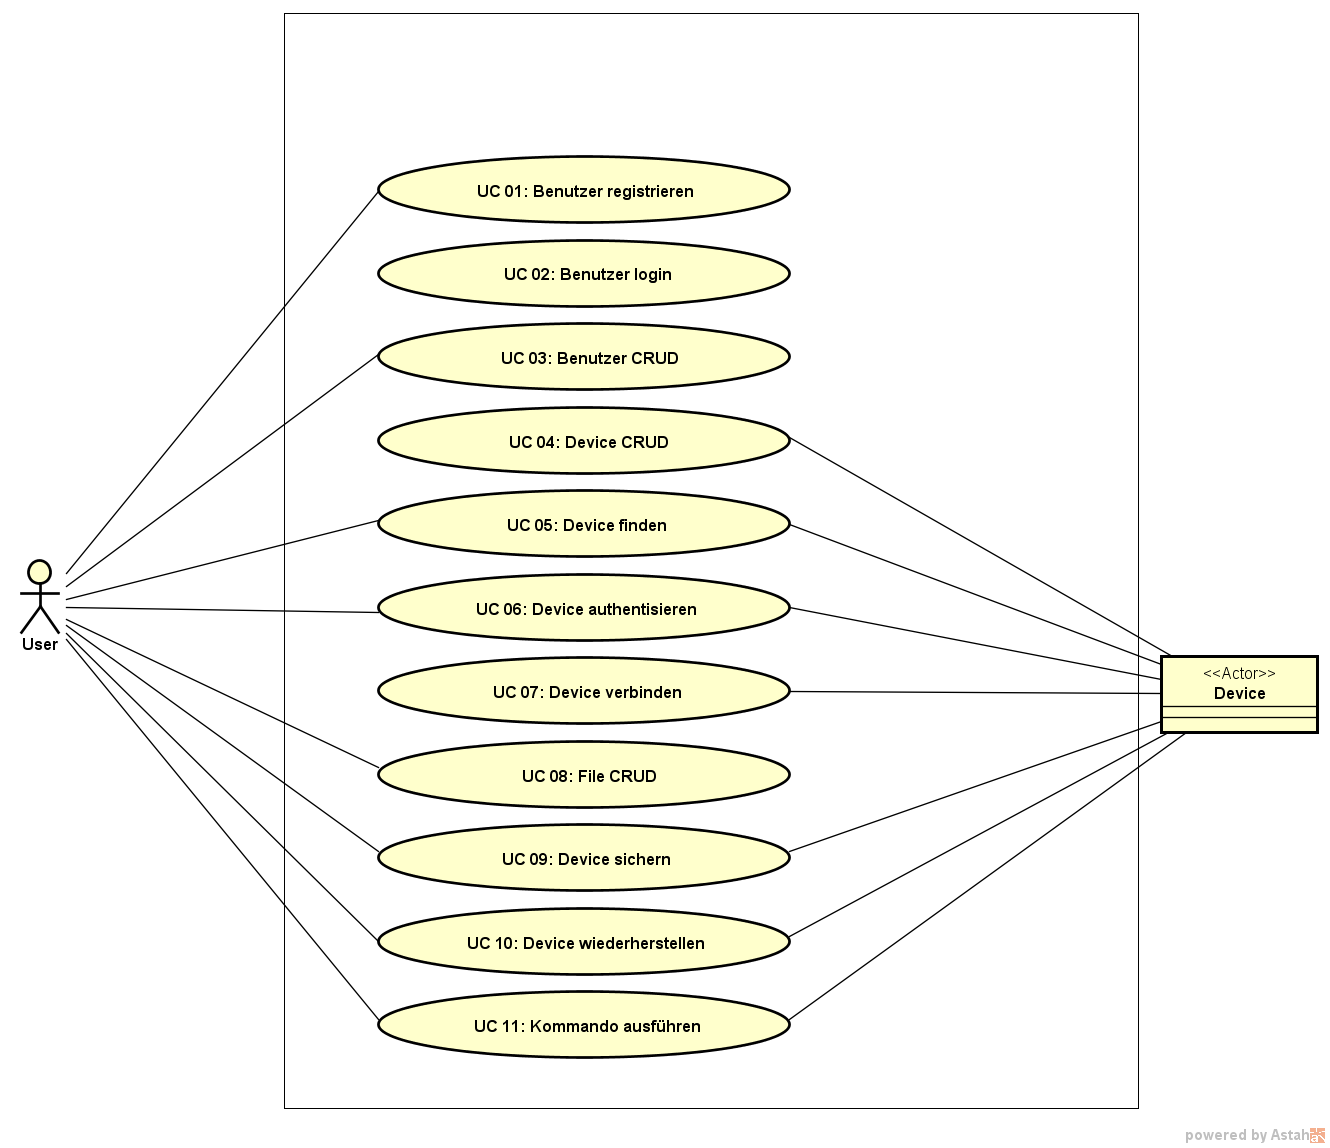 UC 01: Benutzer registrieren
UC 02: Benutzer login
UC 03: Benutzer CRUD
UC 04: Device CRUD
UC 05: Device finden
UC 06: Device authentisieren
User
<<Actor>>
Device
UC 07: Device verbinden
UC 08: File CRUD
UC 09: Device sichern
UC 10: Device wiederherstellen
UC 11: Kommando ausführen
powered by Astah